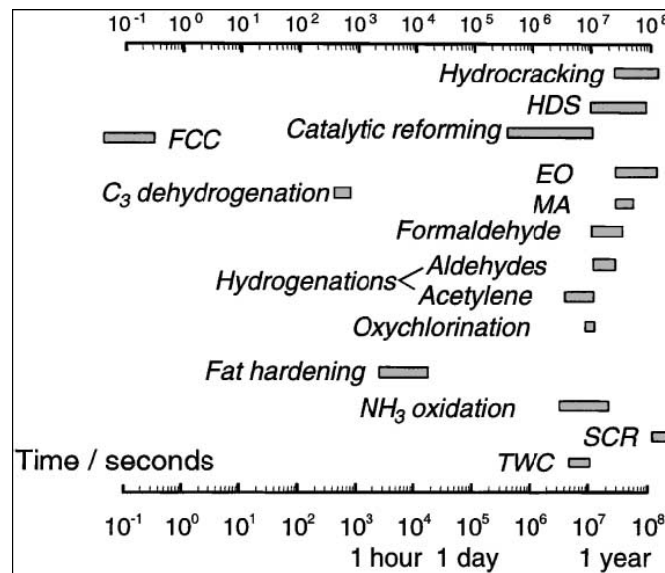 10⁻¹ 10⁰ 10¹ 10² 10³ 10⁴ 10⁵ 10⁶ 10⁷ 10⁸
Hydrocracking
HDS
FCC Catalytic reforming
EO
C₃ dehydrogenation
MA
Formaldehyde
Aldehydes
Hydrogenations
Acetylene
Oxychlorination
Fat hardening
NH₃ oxidation
SCR
Time / seconds TWC
10⁻¹ 10⁰ 10¹ 10² 10³ 10⁴ 10⁵ 10⁶ 10⁷ 10⁸
1 hour 1 day 1 year